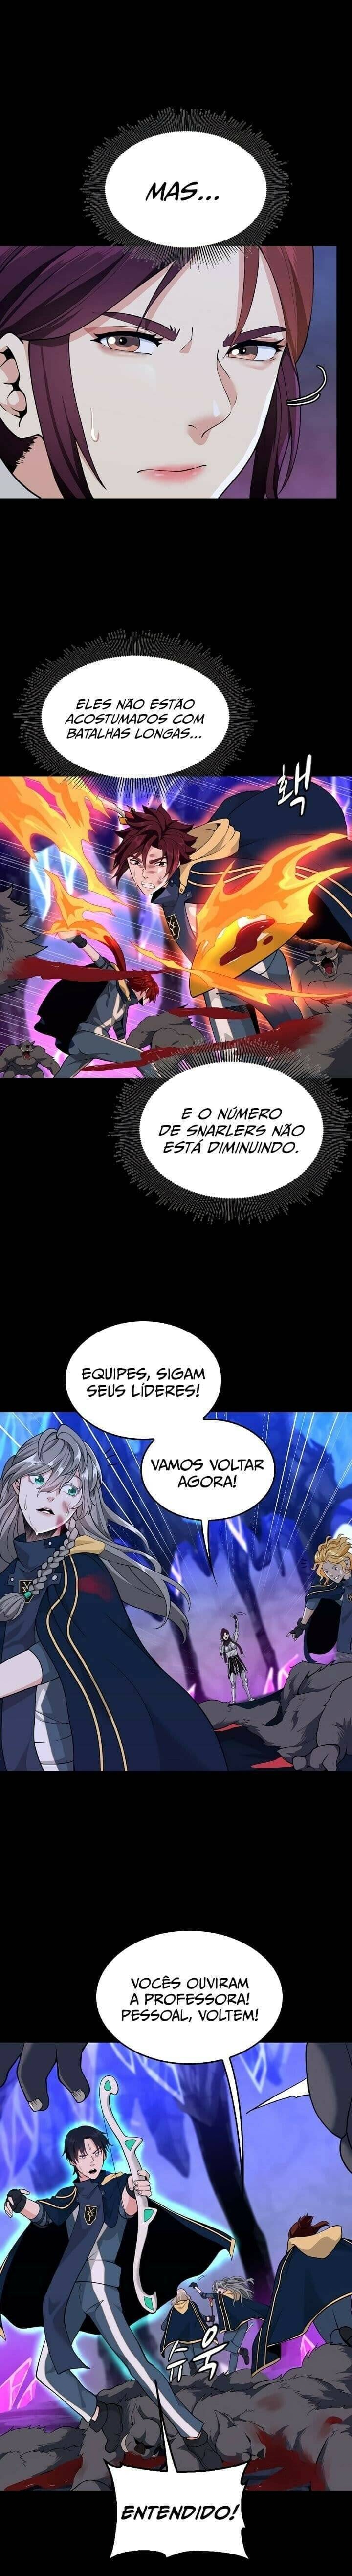 MAS...
ELES NÃO ESTÃO
ACOSTUMADOS COM
BATALHAS LONGAS...
홱
E O NÚMERO
DE SNARLERS NÃO
ESTÁ DIMINUINDO.
EQUIPES, SIGAM
SEUS LÍDERES!
VAMOS VOLTAR
AGORA!
VOCÊS OUVIRAM
A PROFESSORA!
PESSOAL, VOLTEM!
슈욱
ENTENDIDO!